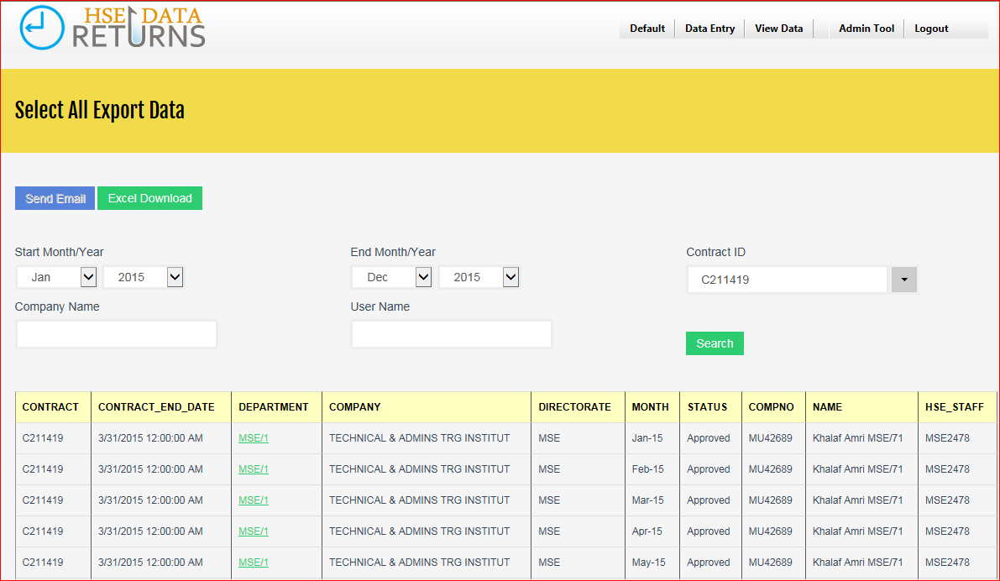 HSE DATA
RETURNS
Default Data Entry View Data Admin Tool Logout
Select All Export Data
Send Email Excel Download
Start Month/Year End Month/Year Contract ID
Jan 2015 Dec 2015 C211419
Company Name User Name
Search
CONTRACT CONTRACT_END_DATE DEPARTMENT COMPANY DIRECTORATE MONTH STATUS COMPNO NAME HSE_STAFF
C211419 3/31/2015 12:00:00 AM MSE/1 TECHNICAL & ADMINS TRG INSTITUT MSE Jan-15 Approved MU42689 Khalaf Amri MSE/71 MSE2478
C211419 3/31/2015 12:00:00 AM MSE/1 TECHNICAL & ADMINS TRG INSTITUT MSE Feb-15 Approved MU42689 Khalaf Amri MSE/71 MSE2478
C211419 3/31/2015 12:00:00 AM MSE/1 TECHNICAL & ADMINS TRG INSTITUT MSE Mar-15 Approved MU42689 Khalaf Amri MSE/71 MSE2478
C211419 3/31/2015 12:00:00 AM MSE/1 TECHNICAL & ADMINS TRG INSTITUT MSE Apr-15 Approved MU42689 Khalaf Amri MSE/71 MSE2478
C211419 3/31/2015 12:00:00 AM MSE/1 TECHNICAL & ADMINS TRG INSTITUT MSE May-15 Approved MU42689 Khalaf Amri MSE/71 MSE2478